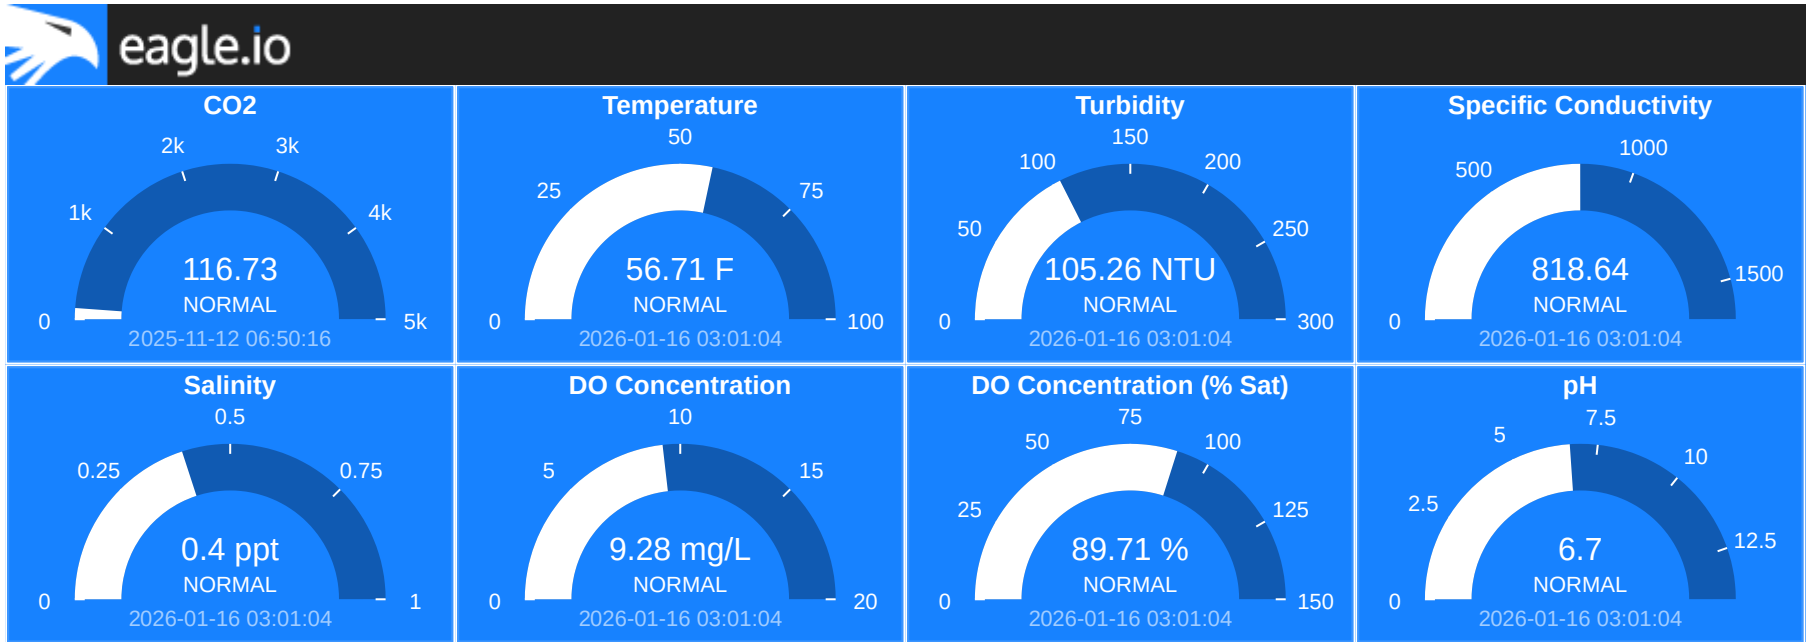 eagle.io
CO2
0
1k
2k
3k
4k
5k
116.73
NORMAL
2025-11-12 06:50:16
Temperature
0
25
50
75
100
56.71 F
NORMAL
2026-01-16 03:01:04
Turbidity
0
50
100
150
200
250
300
105.26 NTU
NORMAL
2026-01-16 03:01:04
Specific Conductivity
0
500
1000
1500
818.64
NORMAL
2026-01-16 03:01:04
Salinity
0
0.25
0.5
0.75
1
0.4 ppt
NORMAL
2026-01-16 03:01:04
DO Concentration
0
5
10
15
20
9.28 mg/L
NORMAL
2026-01-16 03:01:04
DO Concentration (% Sat)
0
25
50
75
100
125
150
89.71 %
NORMAL
2026-01-16 03:01:04
pH
0
2.5
5
7.5
10
12.5
6.7
NORMAL
2026-01-16 03:01:04